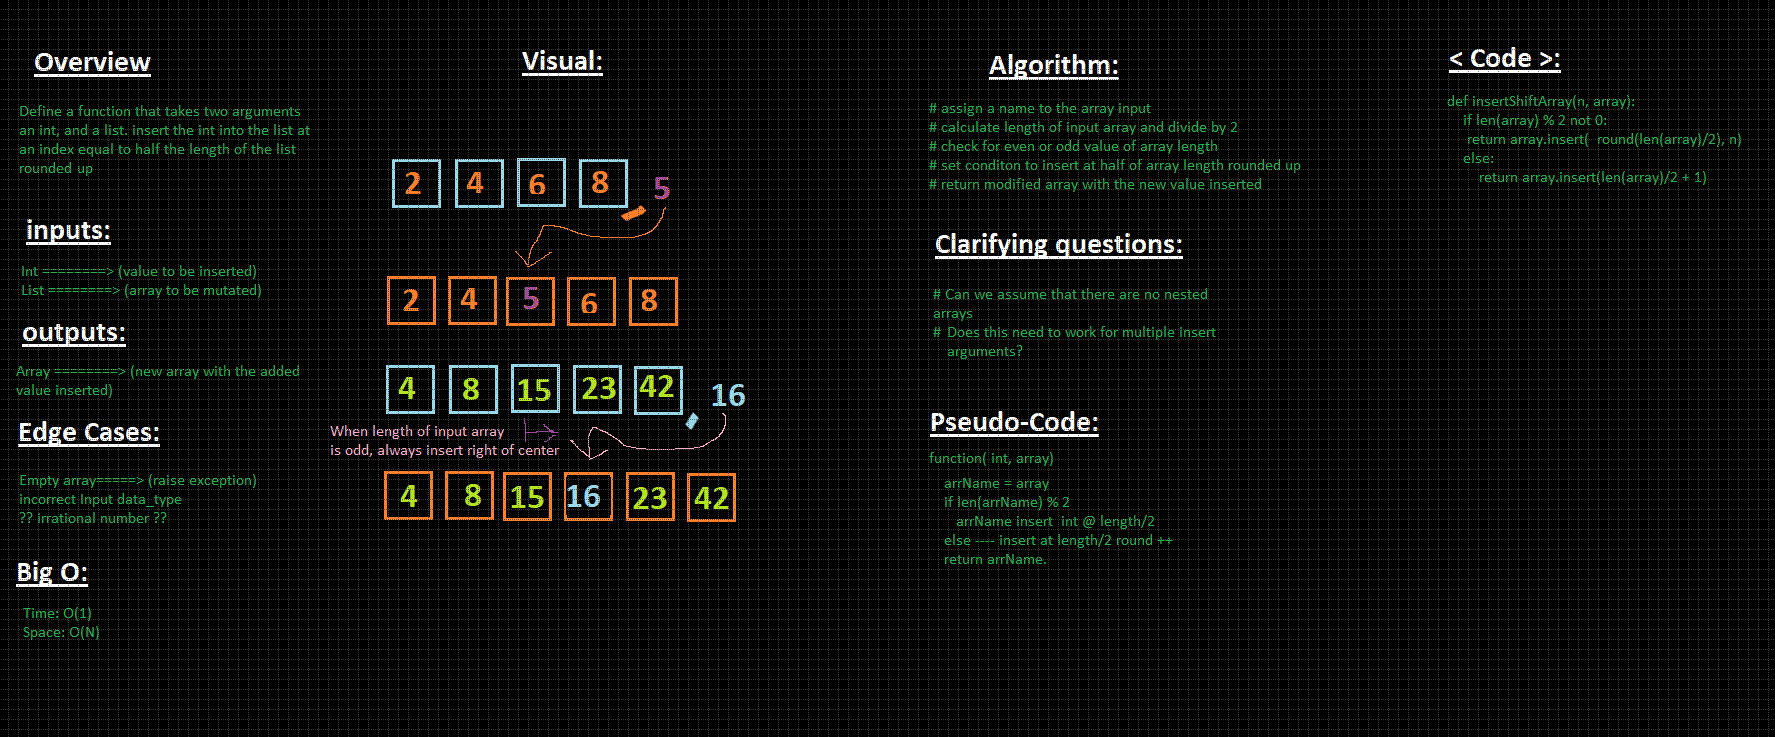 Overview
Define a function that takes two arguments
an int, and a list. insert the int into the list at
an index equal to half the length of the list
rounded up
inputs:
Int ========> (value to be inserted)
List ========> (array to be mutated)
outputs:
Array ========> (new array with the added
value inserted)
Edge Cases:
Empty array=====> (raise exception)
incorrect Input data_type
?? irrational number ??
Big O:
Time: O(1)
Space: O(N)
Visual:
2 4 6 8 5
2 4 5 6 8
4 8 15 23 42 16
When length of input array
is odd, always insert right of center
4 8 15 16 23 42
Algorithm:
# assign a name to the array input
# calculate length of input array and divide by 2
# check for even or odd value of array length
# set conditon to insert at half of array length rounded up
# return modified array with the new value inserted
Clarifying questions:
# Can we assume that there are no nested
arrays
# Does this need to work for multiple insert
arguments?
Pseudo-Code:
function( int, array)
arrName = array
if len(arrName) % 2
arrName insert int @ length/2
else ---- insert at length/2 round ++
return arrName.
< Code >:
def insertShiftArray(n, array):
if len(array) % 2 not 0:
return array.insert( round(len(array)/2), n)
else:
return array.insert(len(array)/2 + 1)